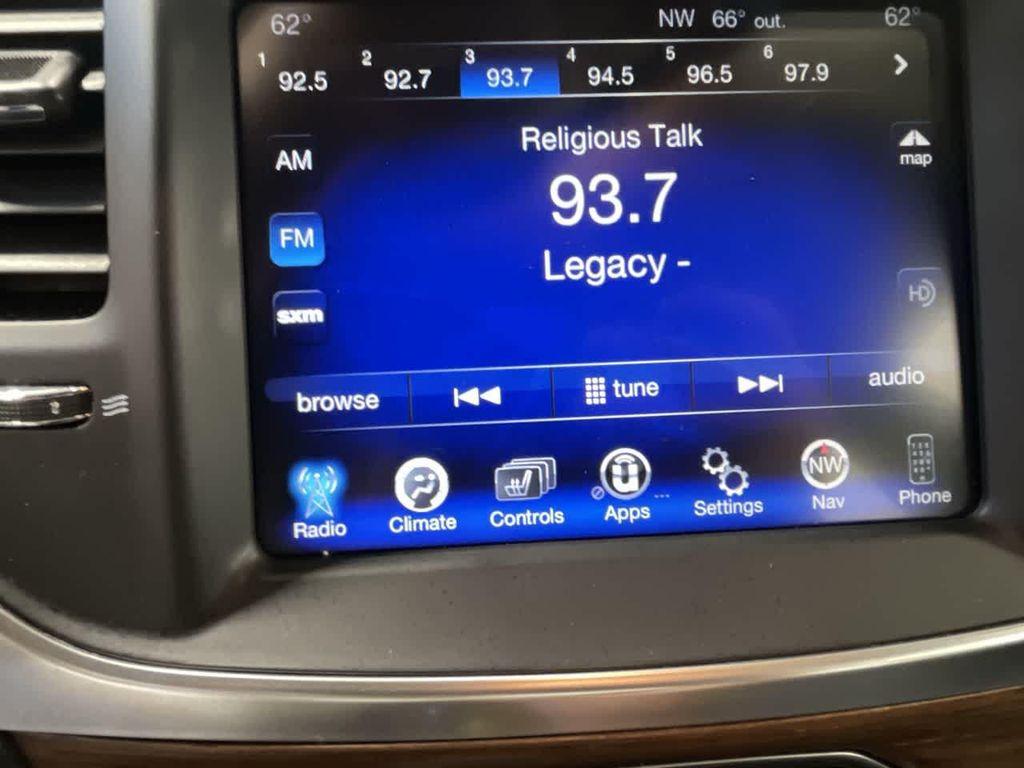 62° NW 66° out. 62°
1 92.5 2 92.7 3 93.7 4 94.5 5 96.5 6 97.9
Religious Talk
AM
map
93.7
FM
Legacy -
HD
sxm
browse tune audio
Radio Climate Controls Apps Settings NW Nav Phone